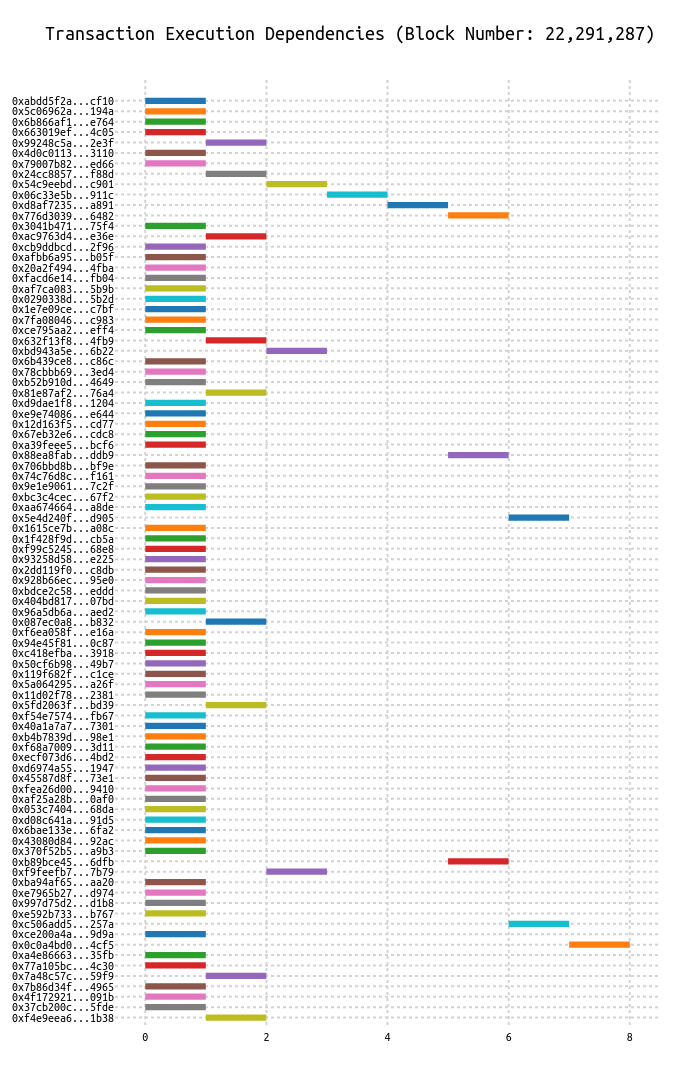 Transaction Execution Dependencies (Block Number: 22,291,287)
0xabdd5f2a...cf10
0x5c06962a...194a
0x6b866af1...e764
0x663019ef...4c05
0x99248c5a...2e3f
0x4d0c0113...3110
0x79007b82...ed66
0x24cc8857...f88d
0x54c9eebd...c901
0x06c33e5b...911c
0xd8af7235...a891
0x776d3039...6482
0x3041b471...75f4
0xac9763d4...e36e
0xcb9ddbcd...2f96
0xafbb6a95...b05f
0x20a2f494...4fba
0xfacd6e14...fb04
0xaf7ca083...5b9b
0x0290338d...5b2d
0x1e7e09ce...c7bf
0x7fa08046...c983
0xce795aa2...eff4
0x632f13f8...4fb9
0xbd943a5e...6b22
0x6b439ce8...c86c
0x78cbbb69...3ed4
0xb52b910d...4649
0x81e87af2...76a4
0xd9dae1f8...1204
0xe9e74086...e644
0x12d163f5...cd77
0x67eb32e6...cdc8
0xa39feee5...bcf6
0x88ea8fab...ddb9
0x706bbd8b...bf9e
0x74c76d8c...f161
0x9e1e9061...7c2f
0xbc3c4cec...67f2
0xaa674664...a8de
0x5e4d240f...d905
0x1615ce7b...a08c
0x1f428f9d...cb5a
0xf99c5245...68e8
0x93258d58...e225
0x2dd119f0...c8db
0x928b66ec...95e0
0xbdce2c58...eddd
0x404bd817...07bd
0x96a5db6a...aed2
0x087ec0a8...b832
0xf6ea058f...e16a
0x94e45f81...0c87
0xc418efba...3918
0x50cf6b98...49b7
0x119f682f...c1ce
0x5a064295...a26f
0x11d02f78...2381
0x5fd2063f...bd39
0xf54e7574...fb67
0x40a1a7a7...7301
0xb4b7839d...98e1
0xf68a7009...3d11
0xecf073d6...4bd2
0xd6974a55...1947
0x45587d8f...73e1
0xfea26d00...9410
0xaf25a28b...0af0
0x053c7404...68da
0xd08c641a...91d5
0x6bae133e...6fa2
0x43080d84...92ac
0x370f52b5...a9b3
0xb89bce45...6dfb
0xf9feefb7...7b79
0xba94af65...aa20
0xe7965b27...d974
0x997d75d2...d1b8
0xe592b733...b767
0xc506add5...257a
0xce200a4a...9d9a
0x0c0a4bd0...4cf5
0xa4e86663...35fb
0x77a105bc...4c30
0x7a48c57c...59f9
0x7b86d34f...4965
0x4f172921...091b
0x37cb200c...5fde
0xf4e9eea6...1b38
0 2 4 6 8